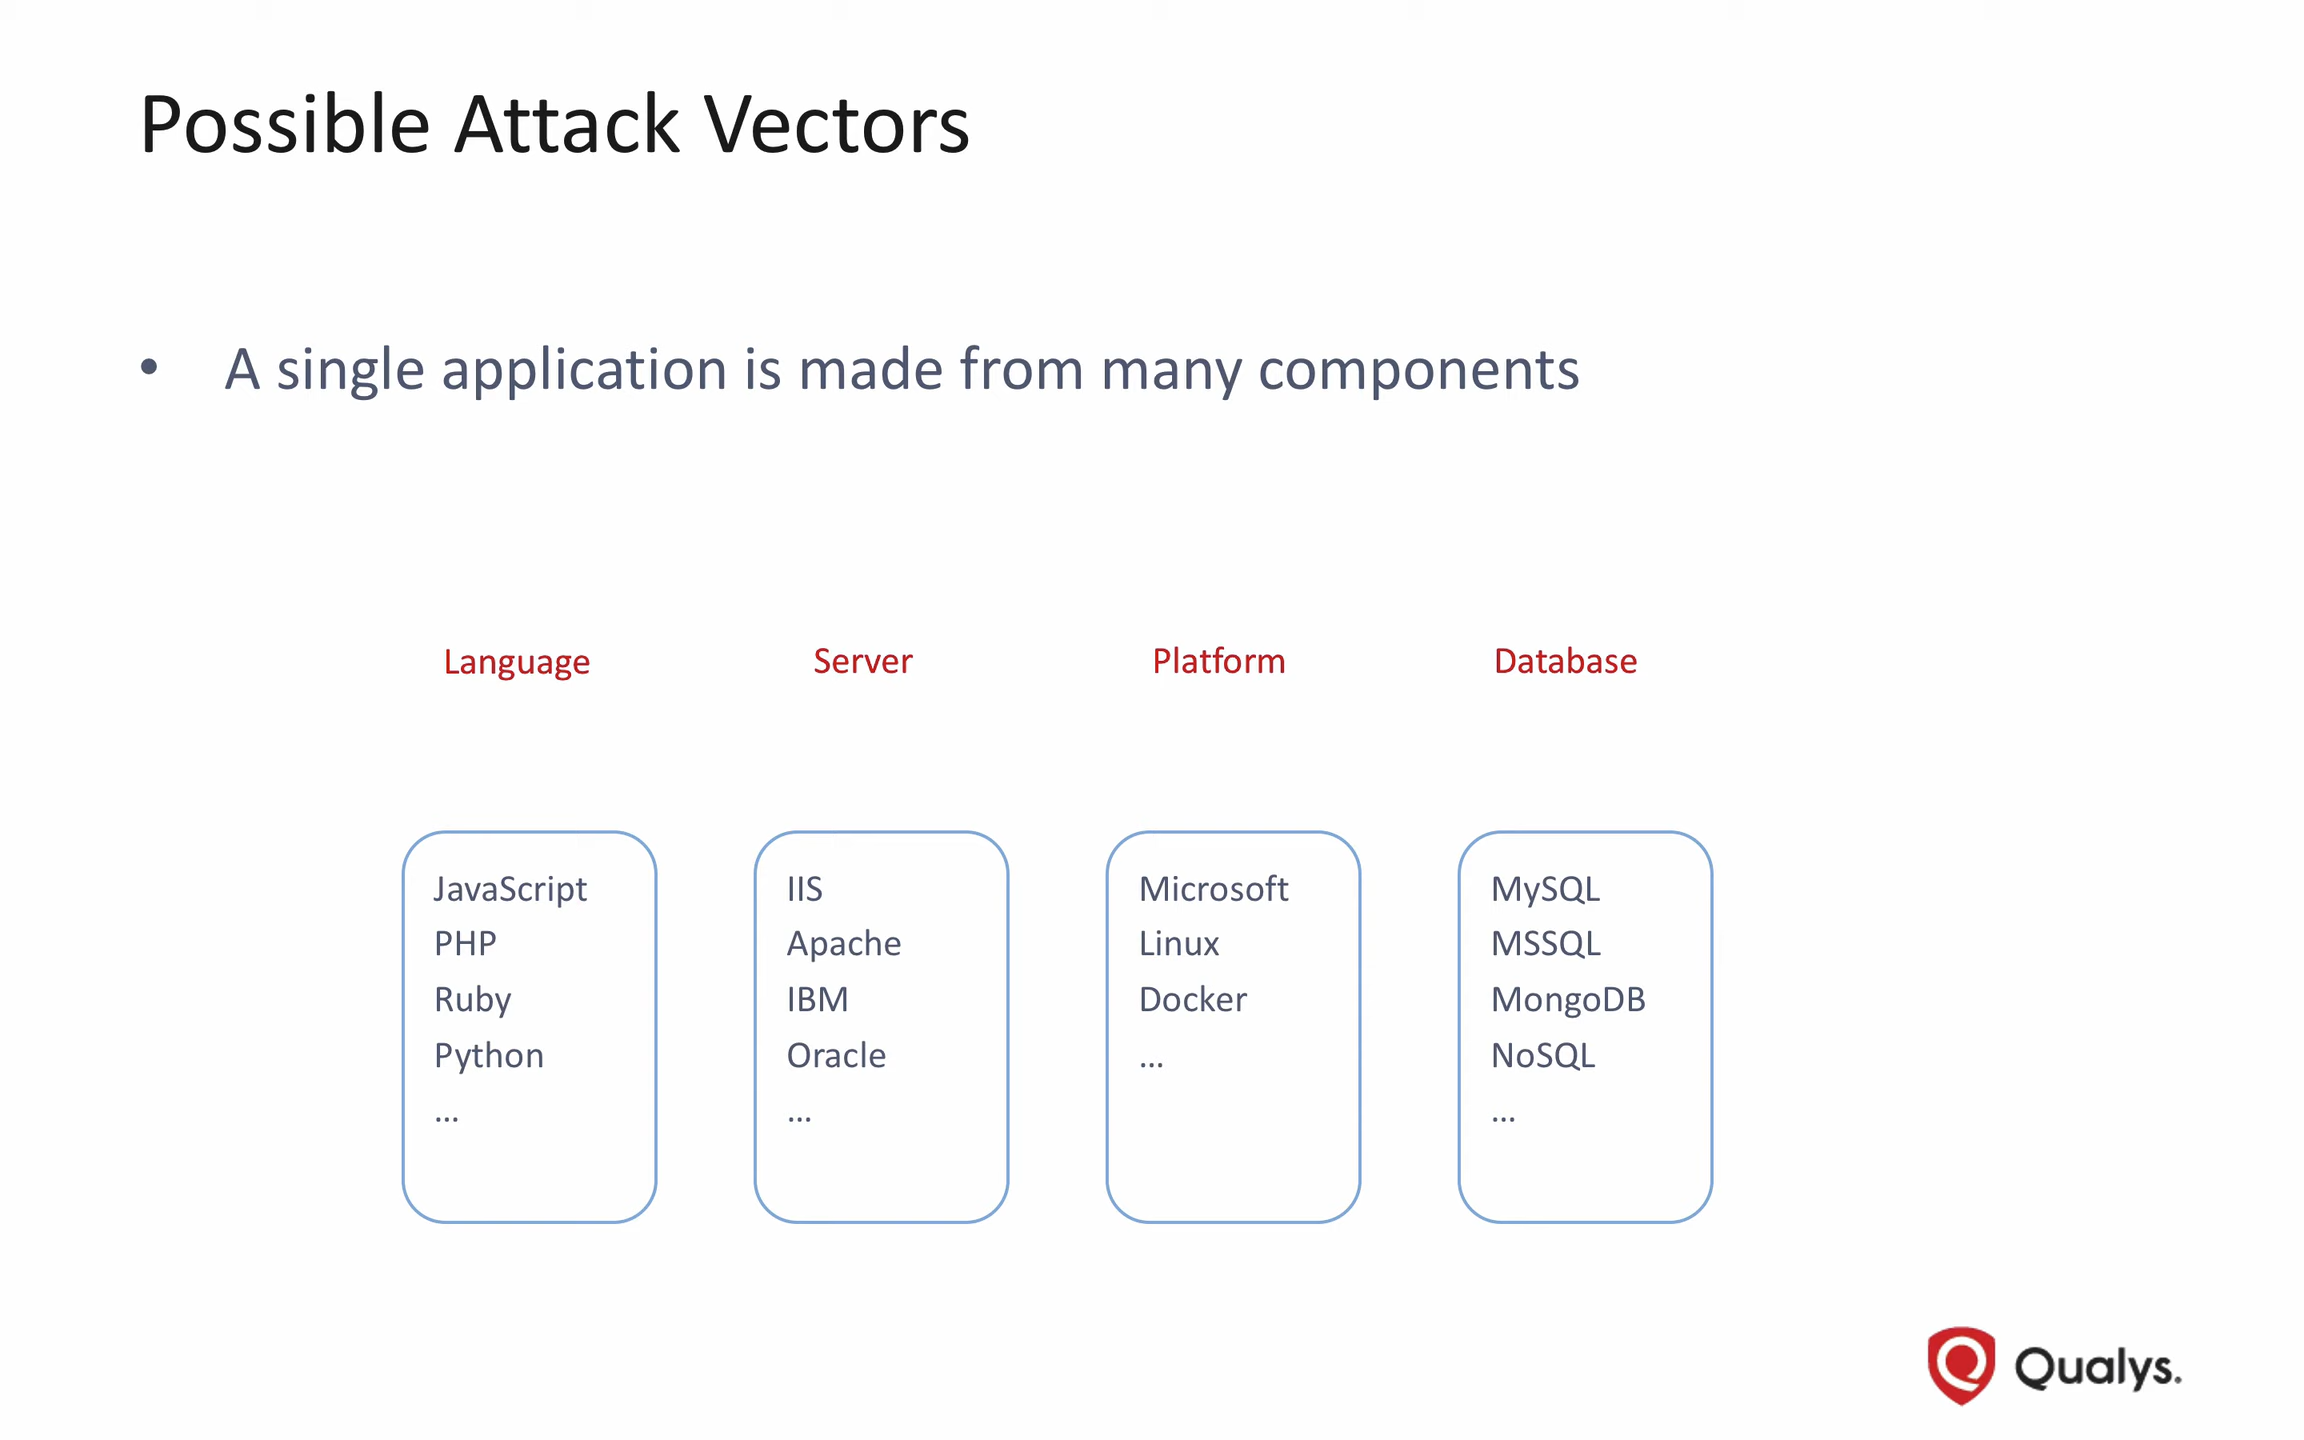 Possible Attack Vectors
• A single application is made from many components
Language
Server
Platform
Database
JavaScript
PHP
Ruby
Python
...
IIS
Apache
IBM
Oracle
...
Microsoft
Linux
Docker
...
MySQL
MSSQL
MongoDB
NoSQL
...
Qualys.